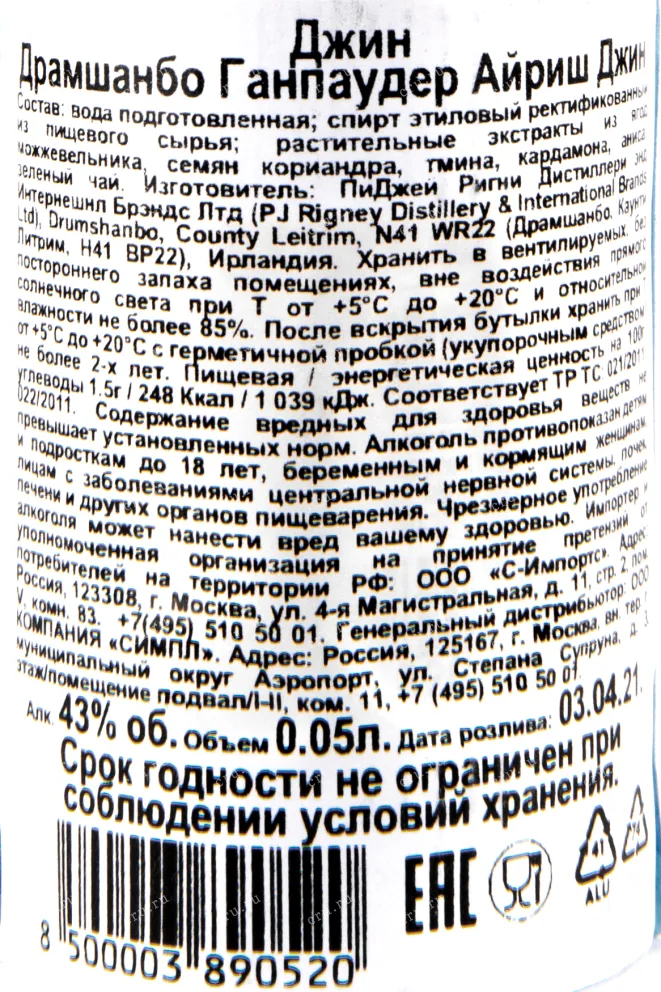 Джин
Драмшанбо Ганпаудер Айриш Джин
Состав: вода подготовленная; спирт этиловый ректификованный
из пищевого сырья; растительные экстракты из ягод
можжевельника, семян кориандра, тмина, кардамона, аниса
зеленый чай. Изготовитель: ПиДжей Ригни Дистиллери энд
Интернешнл Брэндс Лтд (PJ Rigney Distillery & International Brands
Ltd), Drumshanbo, County Leitrim, N41 WR22 (Драмшанбо, Каунти
Литрим, Н41 ВР22), Ирландия. Хранить в вентилируемых, без
постороннего запаха помещениях, вне воздействия прямого
солнечного света при Т от +5°С до +20°С и относительной
влажности не более 85%. После вскрытия бутылки хранить при Т
от +5°С до +20°С с герметичной пробкой (укупорочным средством
не более 2-х лет. Пищевая / энергетическая ценность на 100г
углеводы 1.5г / 248 Ккал / 1 039 кДж. Соответствует ТР ТС 021/2011
022/2011. Содержание вредных для здоровья веществ не
превышает установленных норм. Алкоголь противопоказан детям
и подросткам до 18 лет, беременным и кормящим женщинам,
лицам с заболеваниями центральной нервной системы, почек,
печени и других органов пищеварения. Чрезмерное употребление
алкоголя может нанести вред вашему здоровью. Импортер и
уполномоченная организация на принятие претензий от
потребителей на территории РФ: ООО «С-Импортс». Адрес:
Россия, 123308, г. Москва, ул. 4-я Магистральная, д. 11, стр. 2, пом.
V, комн. 83. +7(495) 510 50 01. Генеральный дистрибьютор: ООО
КОМПАНИЯ «СИМПЛ». Адрес: Россия, 125167, г. Москва, вн. тер. г.
муниципальный округ Аэропорт, ул. Степана Супруна, д. 3,
этаж/помещение подвал/I-II, ком. 11, +7 (495) 510 50 01.
Алк. 43% об. Объем 0.05л. Дата розлива: 03.04.21.
Срок годности не ограничен при
соблюдении условий хранения.
EAC
41
ALU
74
8 500003 890520